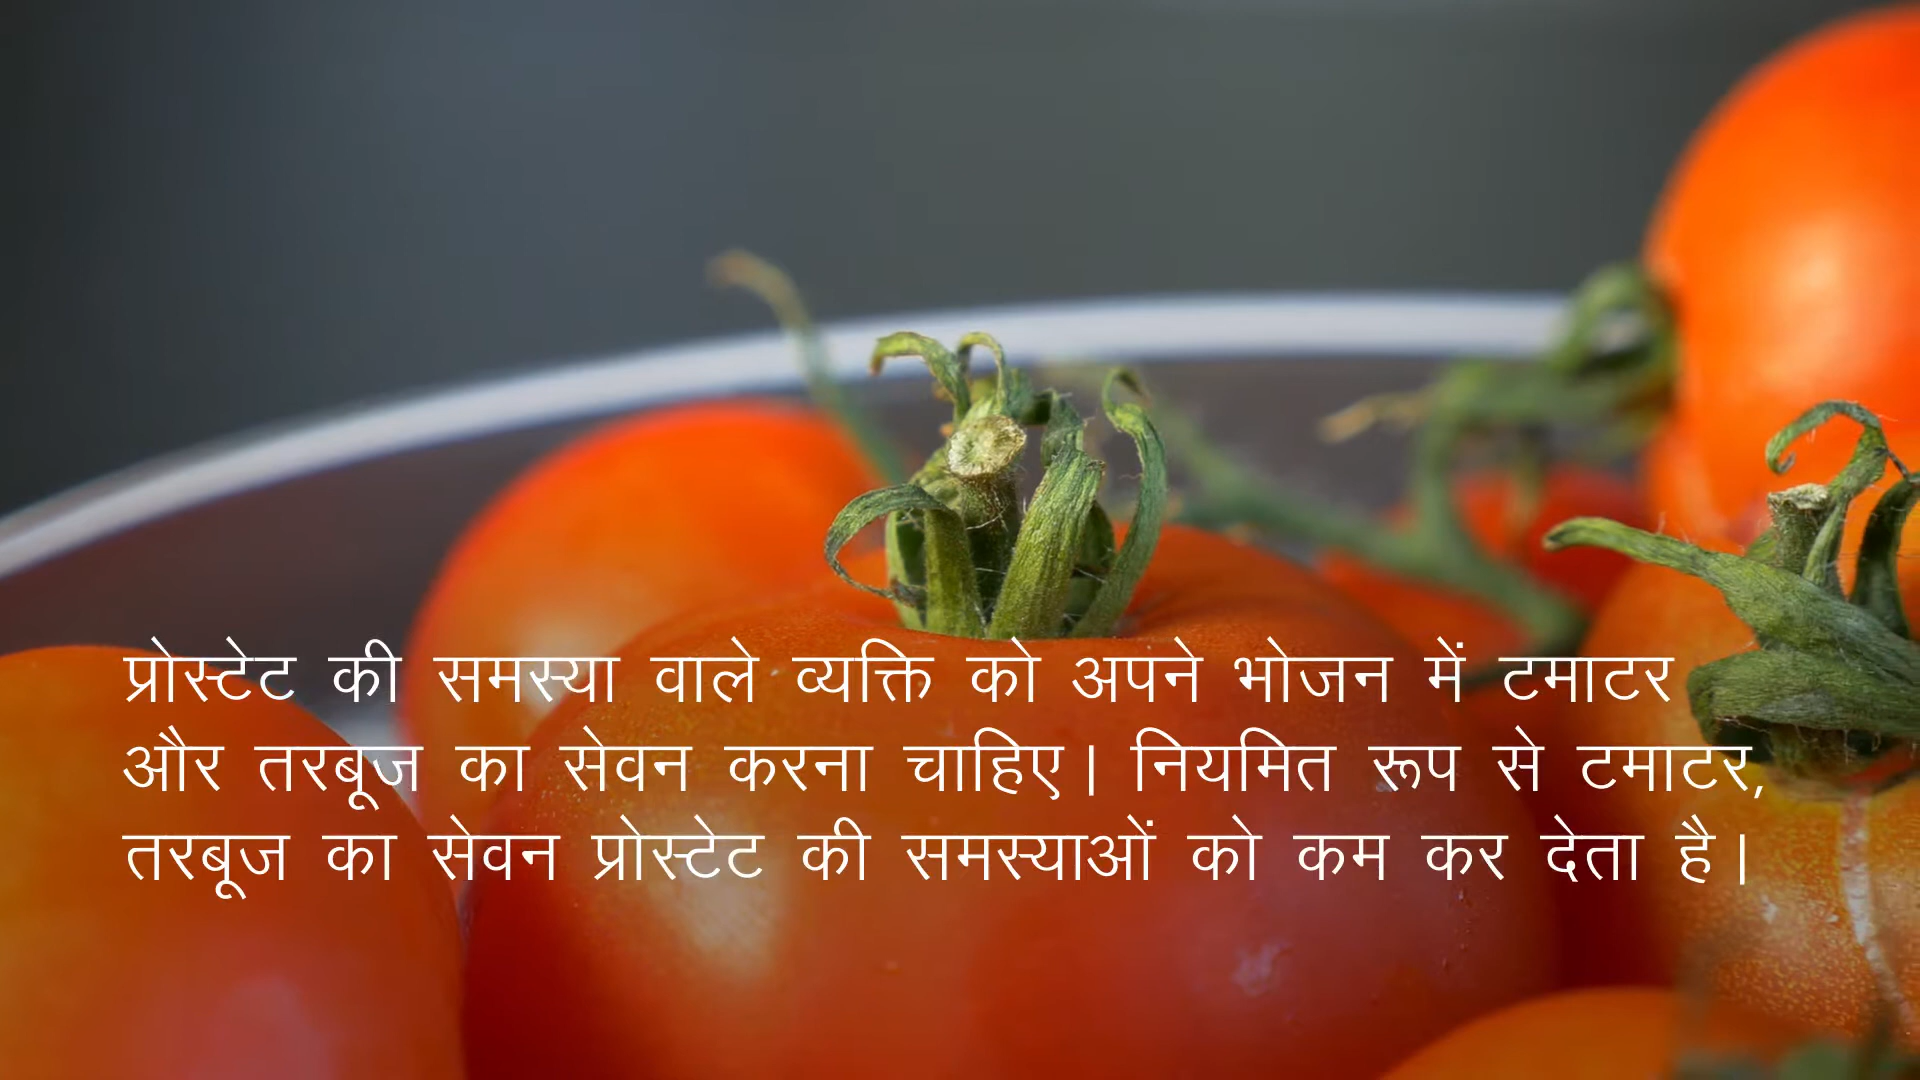 प्रोस्टेट की समस्या वाले व्यक्ति को अपने भोजन में टमाटर
और तरबूज का सेवन करना चाहिए। नियमित रूप से टमाटर,
तरबूज का सेवन प्रोस्टेट की समस्याओं को कम कर देता है।